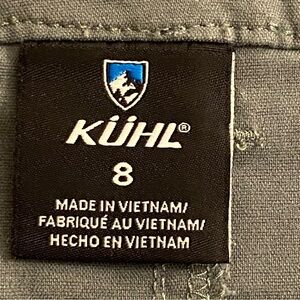 KÜHL®
8
MADE IN VIETNAM/
FABRIQUÉ AU VIETNAM/
HECHO EN VIETNAM